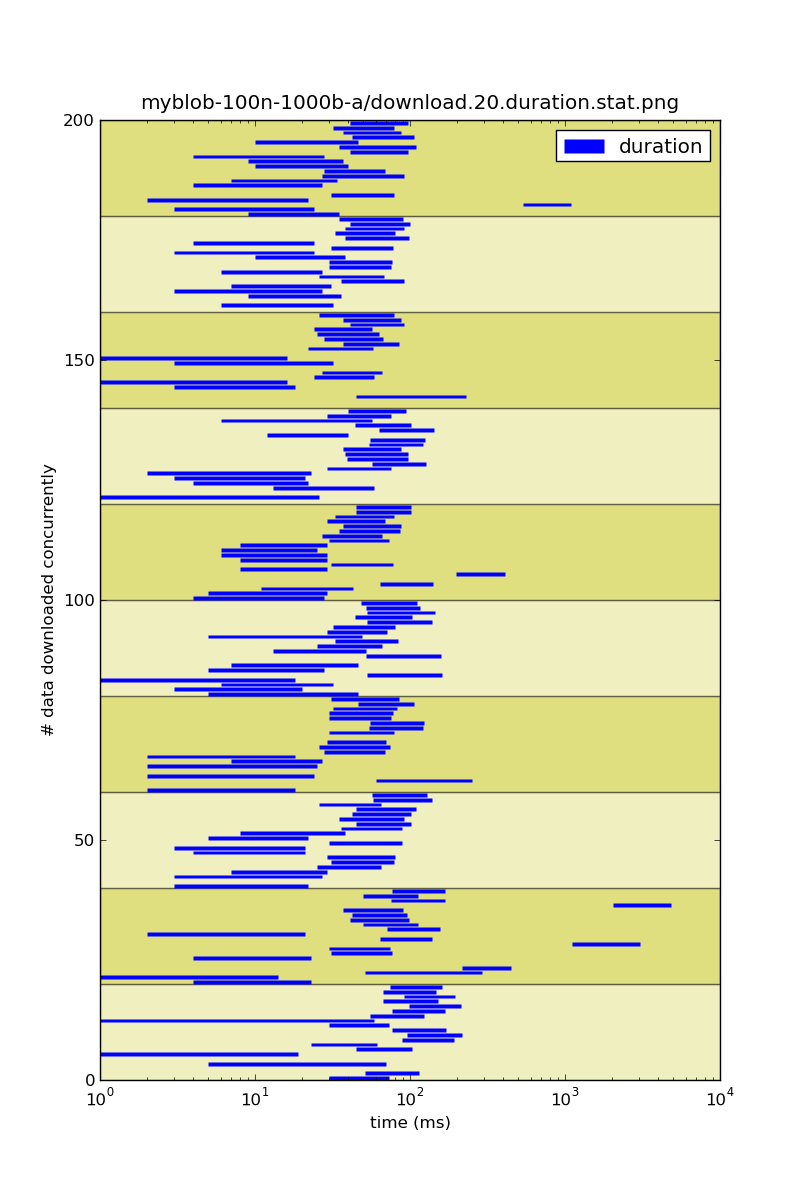 myblob-100n-1000b-a/download.20.duration.stat.png
duration
200
150
100
50
0
# data downloaded concurrently
10^0 10^1 10^2 10^3 10^4
time (ms)